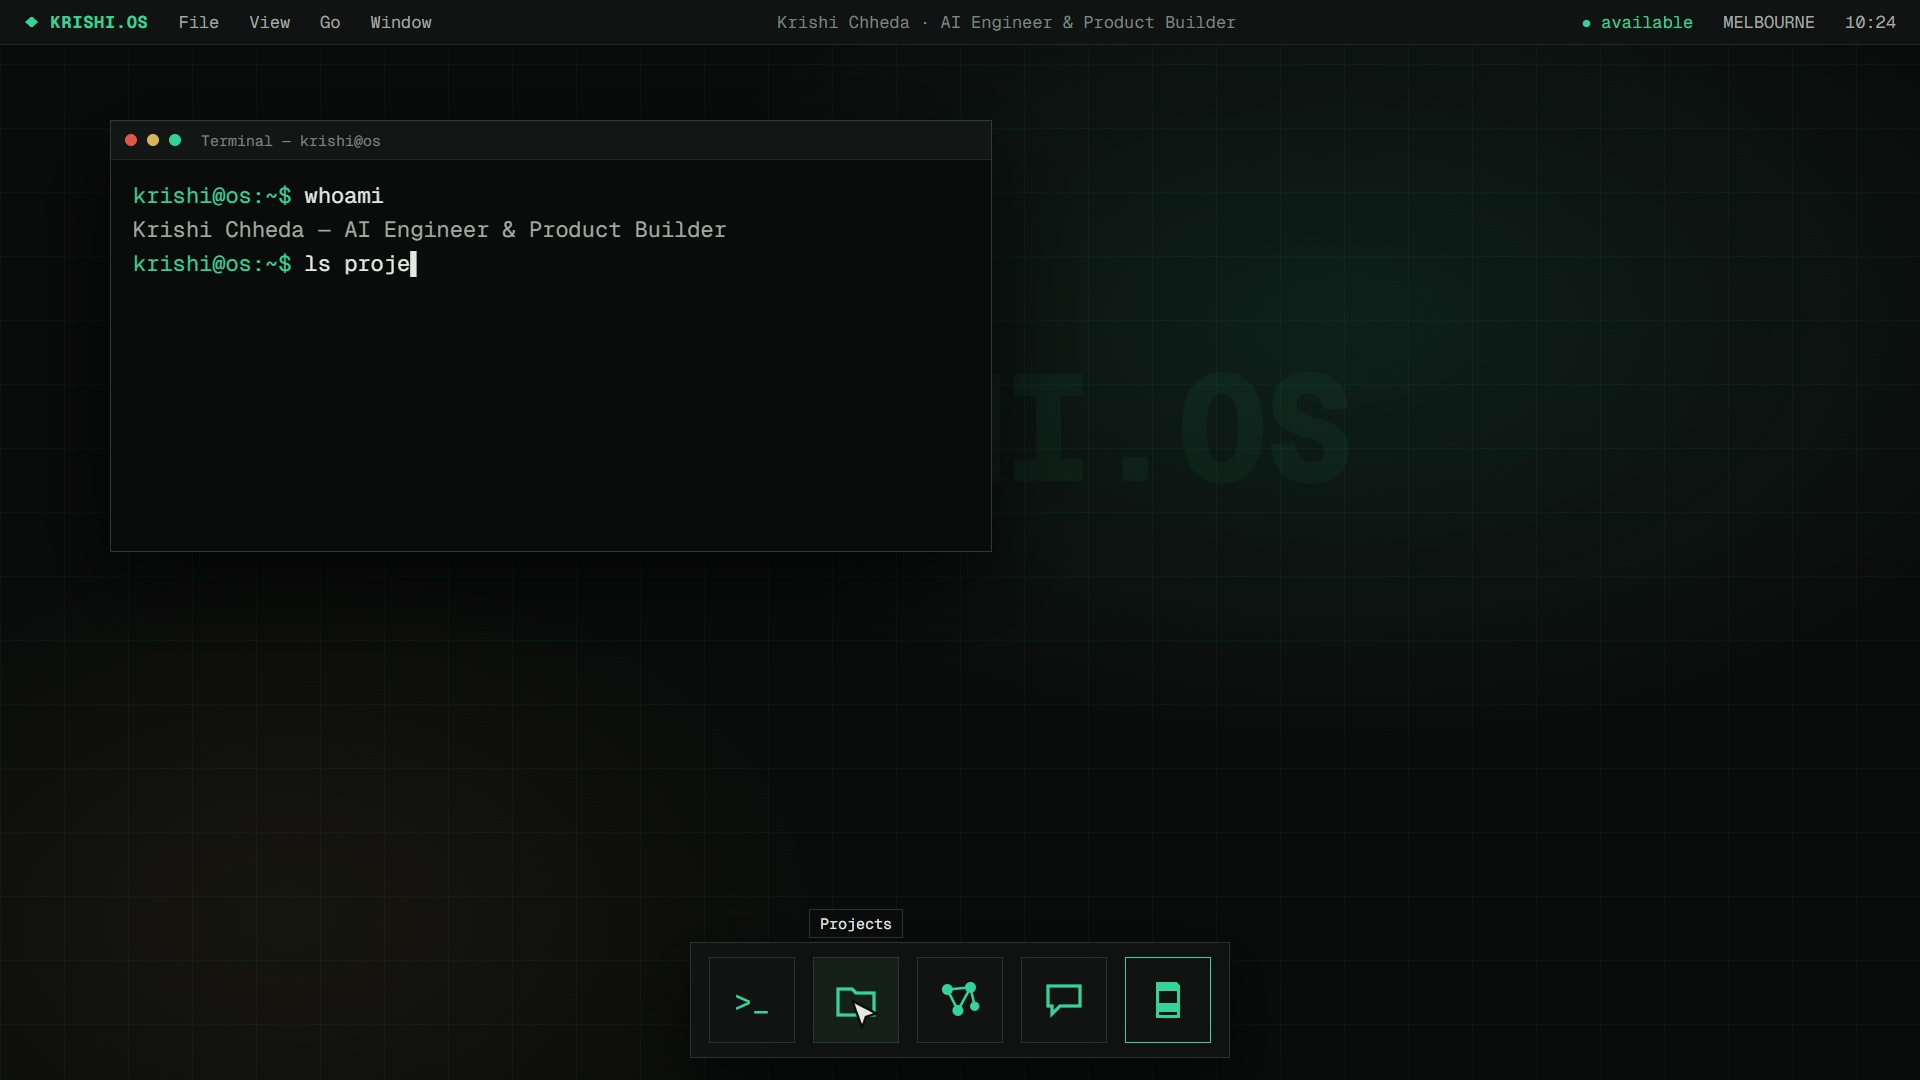 KRISHI.OS File View Go Window Krishi Chheda · AI Engineer & Product Builder ● available MELBOURNE 10:24
Terminal — krishi@os
krishi@os:~$ whoami
Krishi Chheda — AI Engineer & Product Builder
krishi@os:~$ ls proje
I.OS
Projects
>_